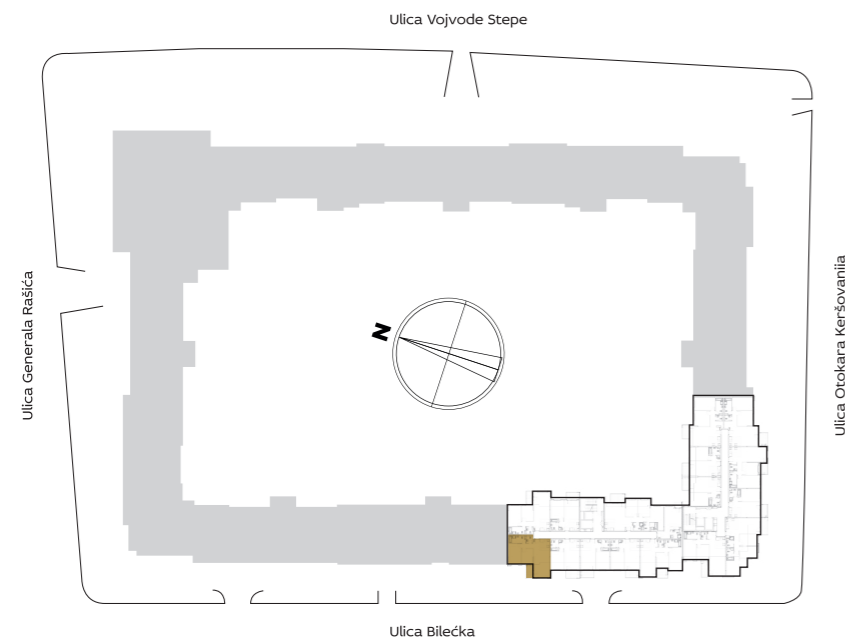 Ulica Vojvode Stepe
Ulica Generala Rašića
N
Ulica Otokara Keršovanija
Ulica Bilećka